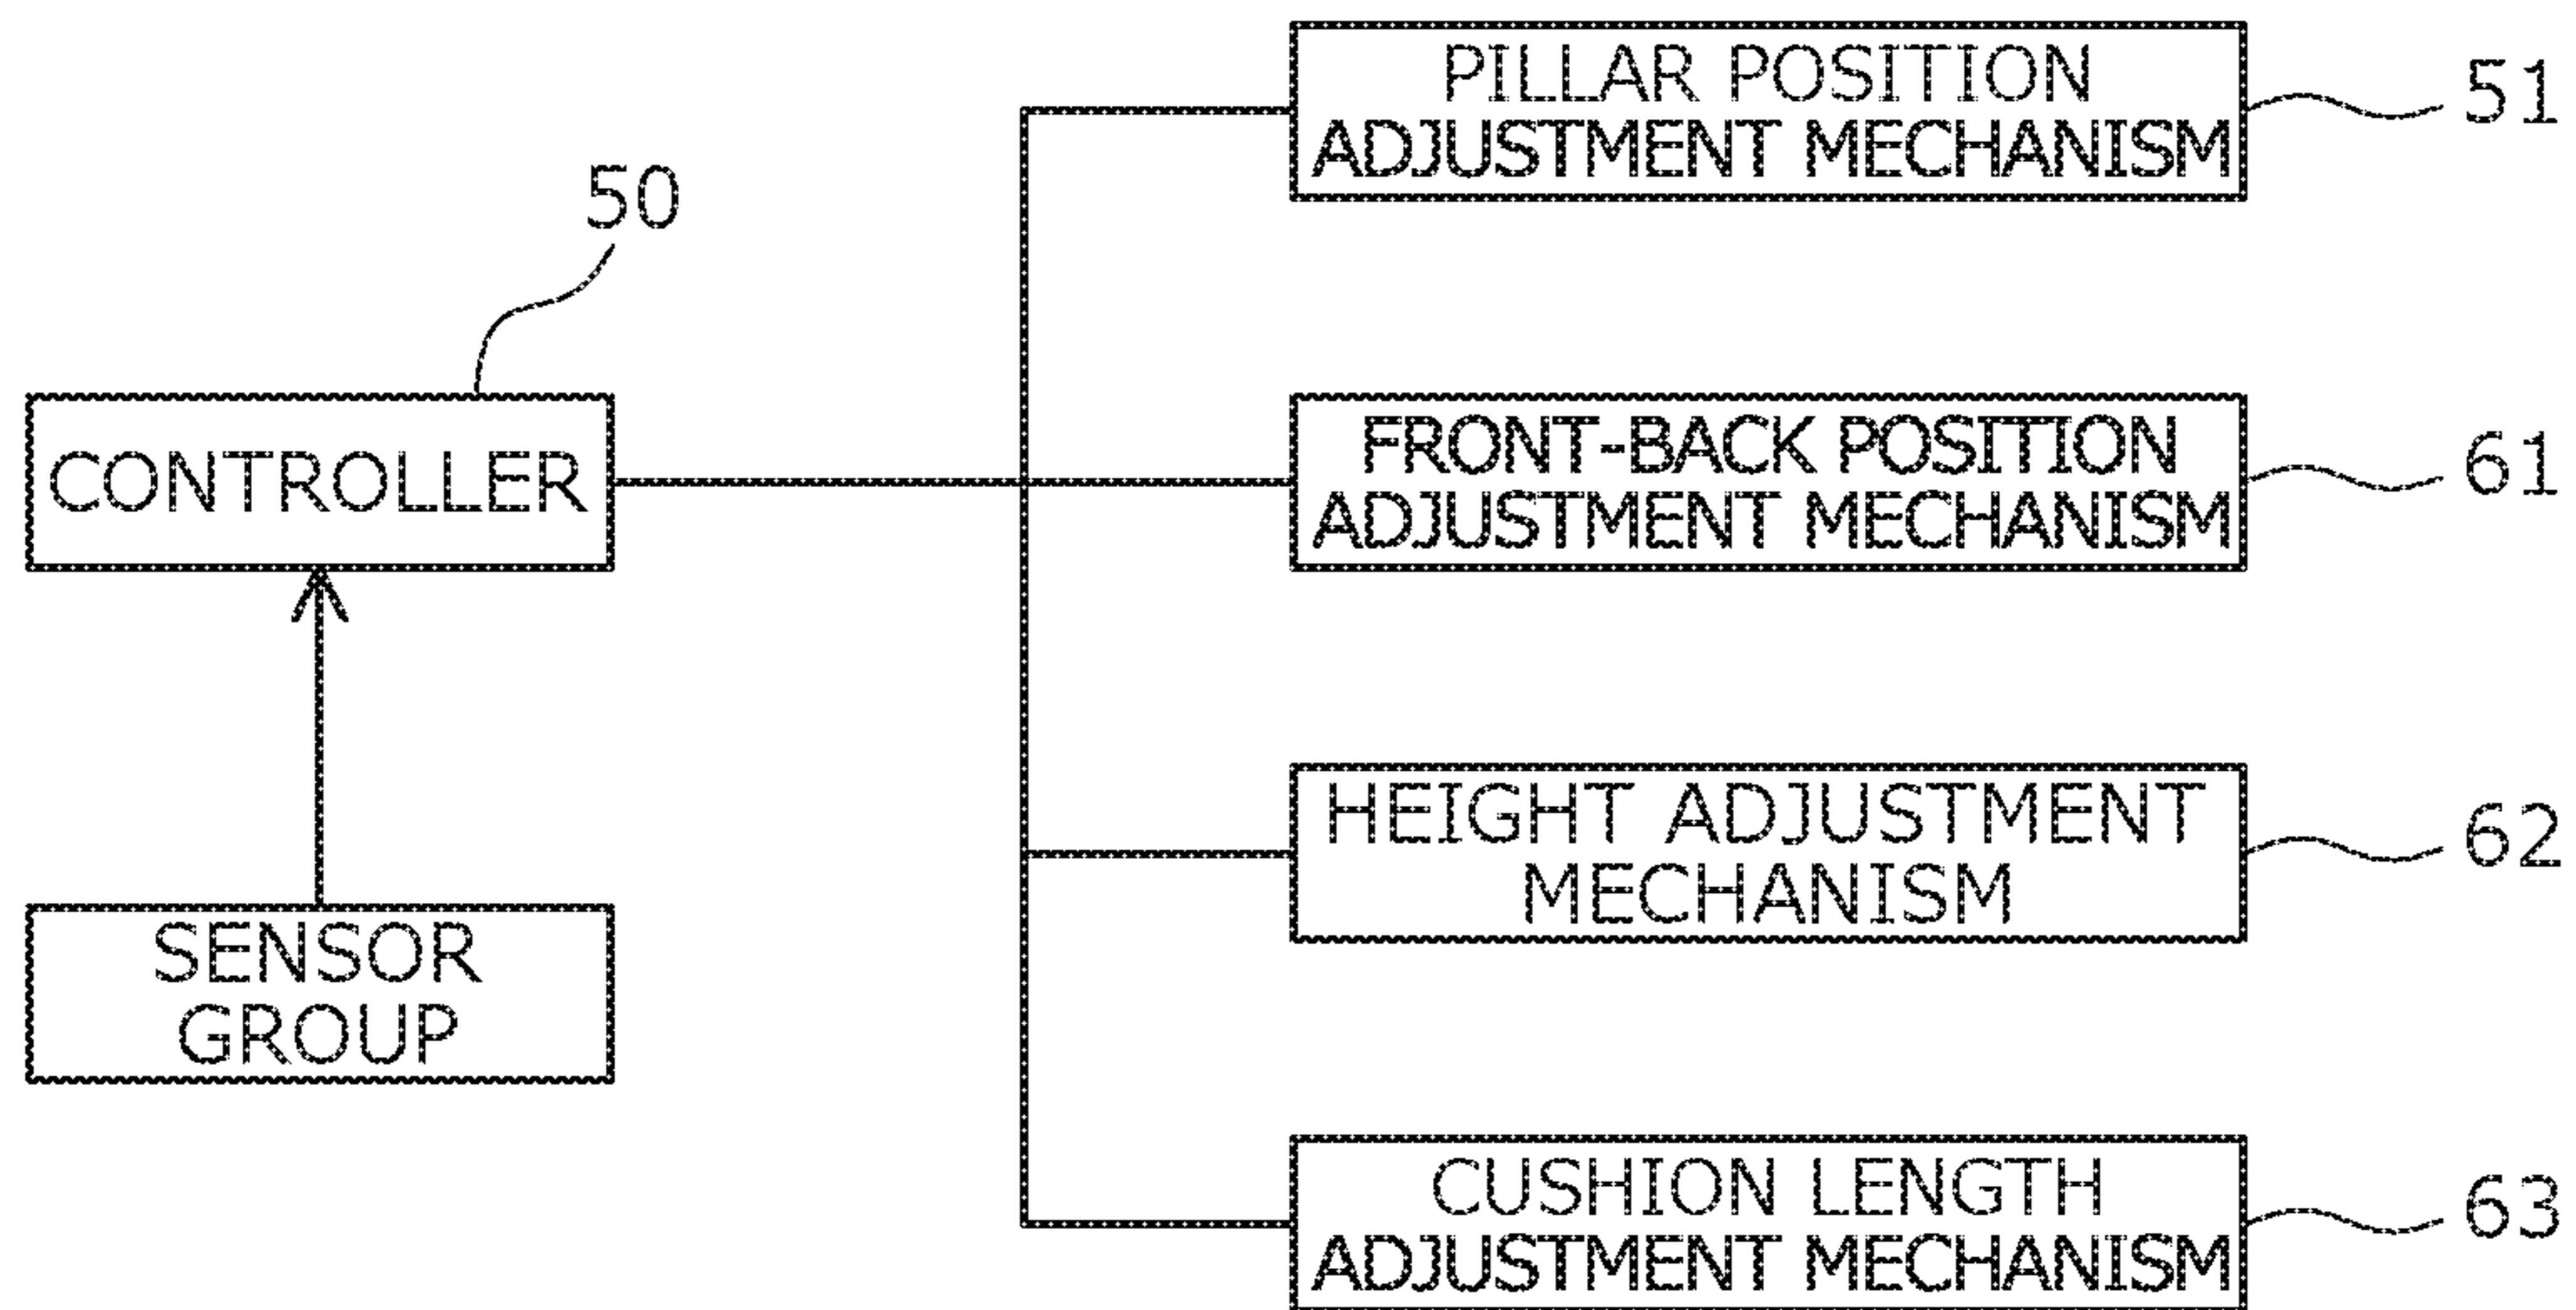 PILLAR POSITION
ADJUSTMENT MECHANISM
51
50
CONTROLLER
FRONT-BACK POSITION
ADJUSTMENT MECHANISM
61
HEIGHT ADJUSTMENT
MECHANISM
62
SENSOR
GROUP
CUSHION LENGTH
ADJUSTMENT MECHANISM
63